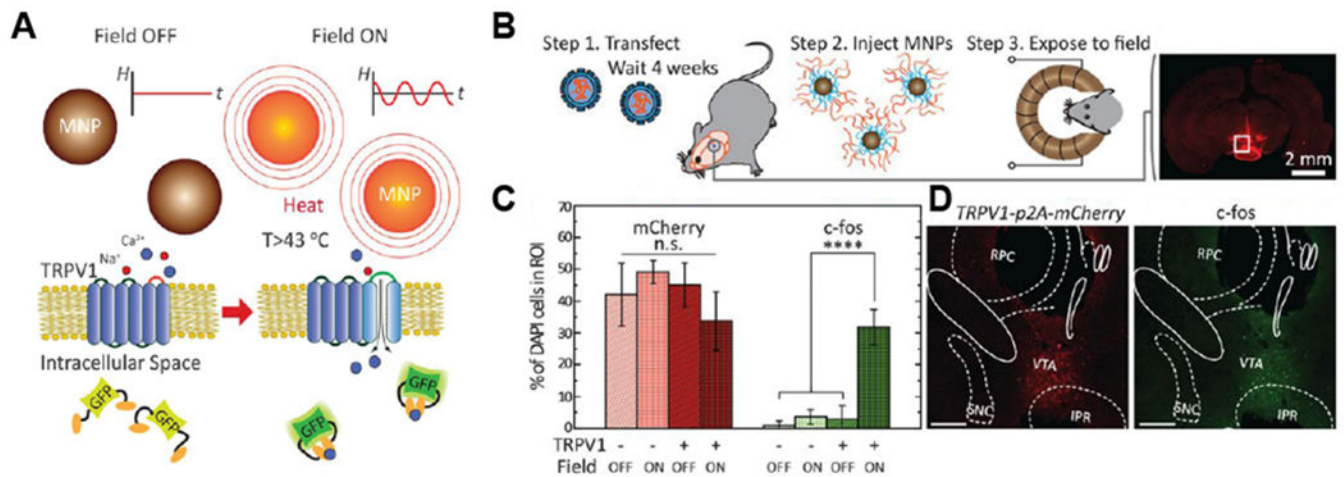 A
Field OFF
Field ON
H
t
H
t
MNP
MNP
Heat
T>43 °C
Ca²⁺
Na⁺
TRPV1
Intracellular Space
GFP
GFP
GFP
GFP
B
Step 1. Transfect
Wait 4 weeks
Step 2. Inject MNPs
Step 3. Expose to field
2 mm
C
% of DAPI cells in ROI
70
60
50
40
30
20
10
0
mCherry
n.s.
c-fos
****
TRPV1 - - + + - - + +
Field OFF ON OFF ON OFF ON OFF ON
D
TRPV1-p2A-mCherry
c-fos
RPC
VTA
SNC
IPR
RPC
VTA
SNC
IPR